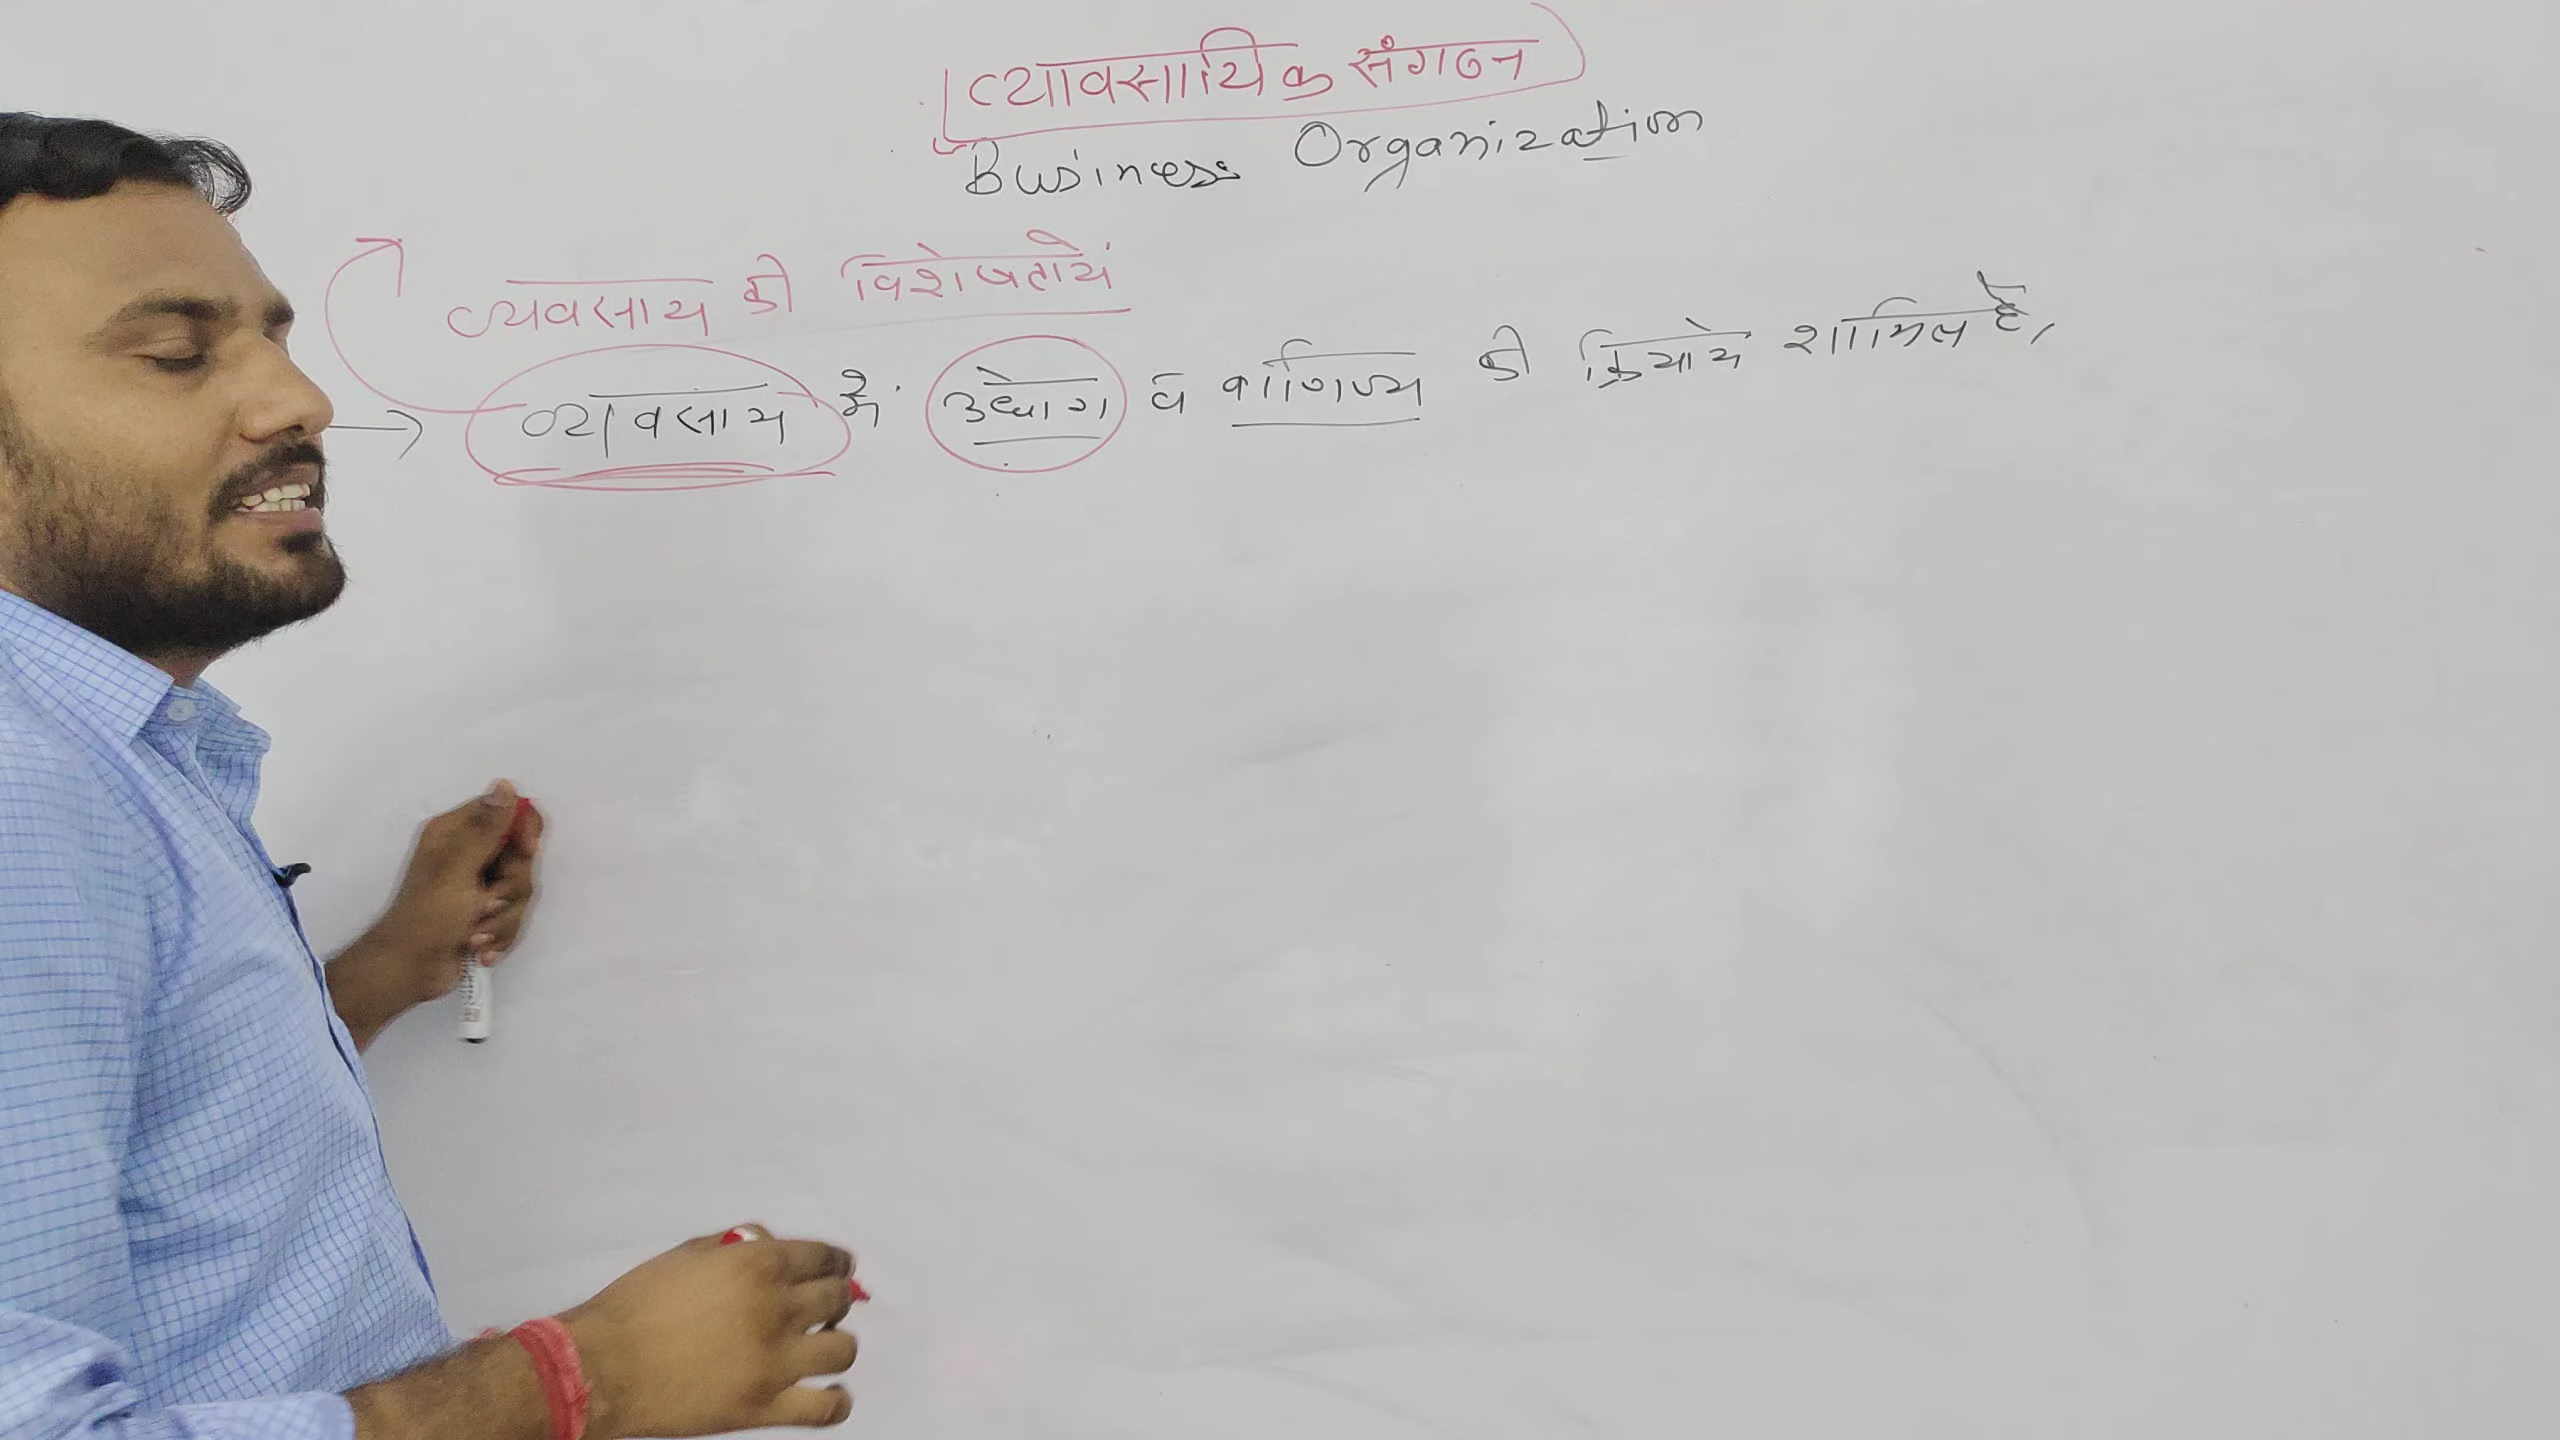 व्यावसायिक संगठन
Business Organization
व्यवसाय की विशेषतायें
→ व्यवसाय में उद्योग व वाणिज्य की क्रियायें शामिल है,